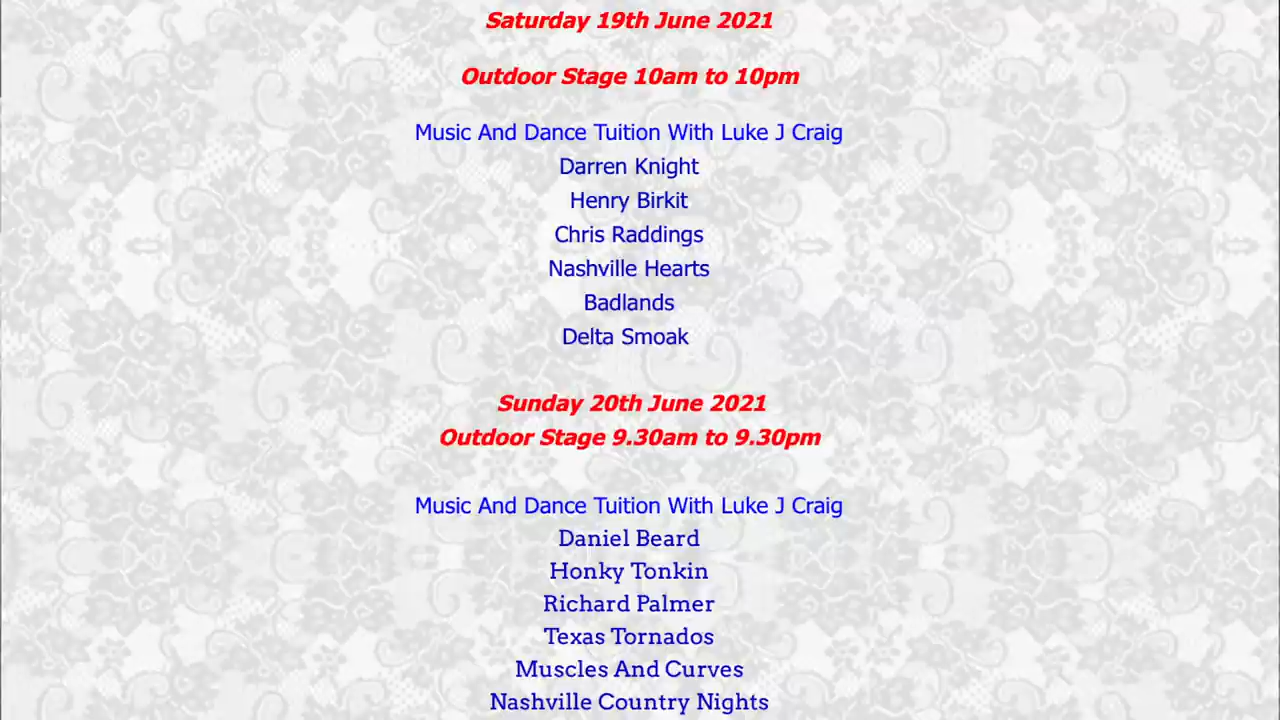 Saturday 19th June 2021
Outdoor Stage 10am to 10pm
Music And Dance Tuition With Luke J Craig
Darren Knight
Henry Birkit
Chris Raddings
Nashville Hearts
Badlands
Delta Smoak
Sunday 20th June 2021
Outdoor Stage 9.30am to 9.30pm
Music And Dance Tuition With Luke J Craig
Daniel Beard
Honky Tonkin
Richard Palmer
Texas Tornados
Muscles And Curves
Nashville Country Nights